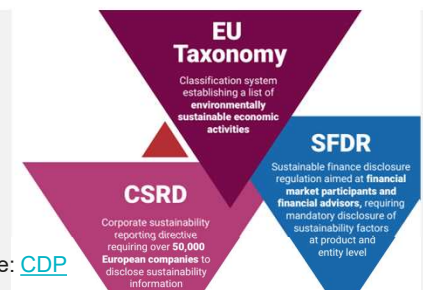 EU
Taxonomy
Classification system
establishing a list of
environmentally
sustainable economic
activities
SFDR
Sustainable finance disclosure
regulation aimed at financial
market participants and
financial advisors, requiring
mandatory disclosure of
sustainability factors
at product and
entity level
CSRD
Corporate sustainability
reporting directive
requiring over 50,000
European companies to
disclose sustainability
information
e: CDP